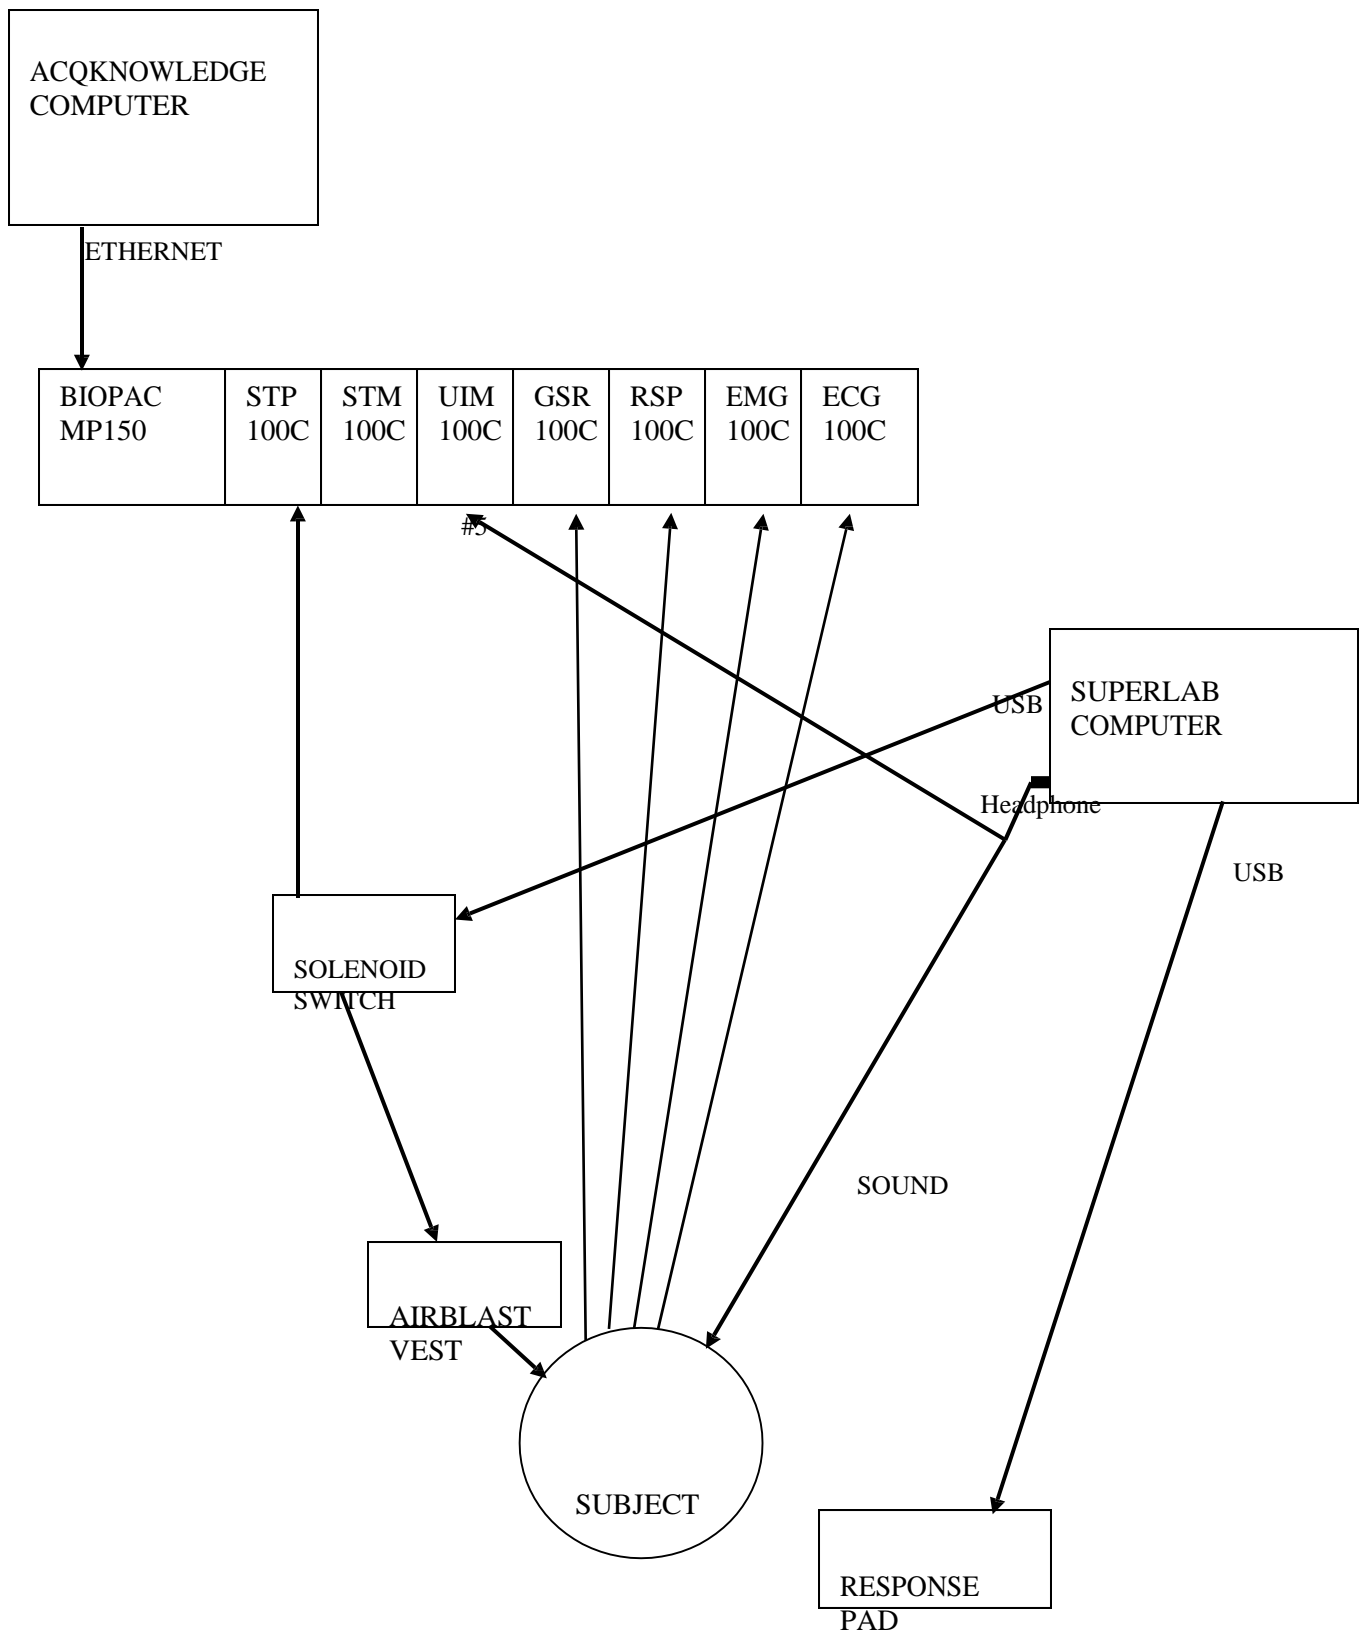 ACQKNOWLEDGE
COMPUTER
ETHERNET
BIOPAC
MP150
STP
100C
STM
100C
UIM
100C
GSR
100C
RSP
100C
EMG
100C
ECG
100C
#5
USB
SUPERLAB
COMPUTER
Headphone
USB
SOLENOID
SWITCH
SOUND
AIRBLAST
VEST
SUBJECT
RESPONSE
PAD